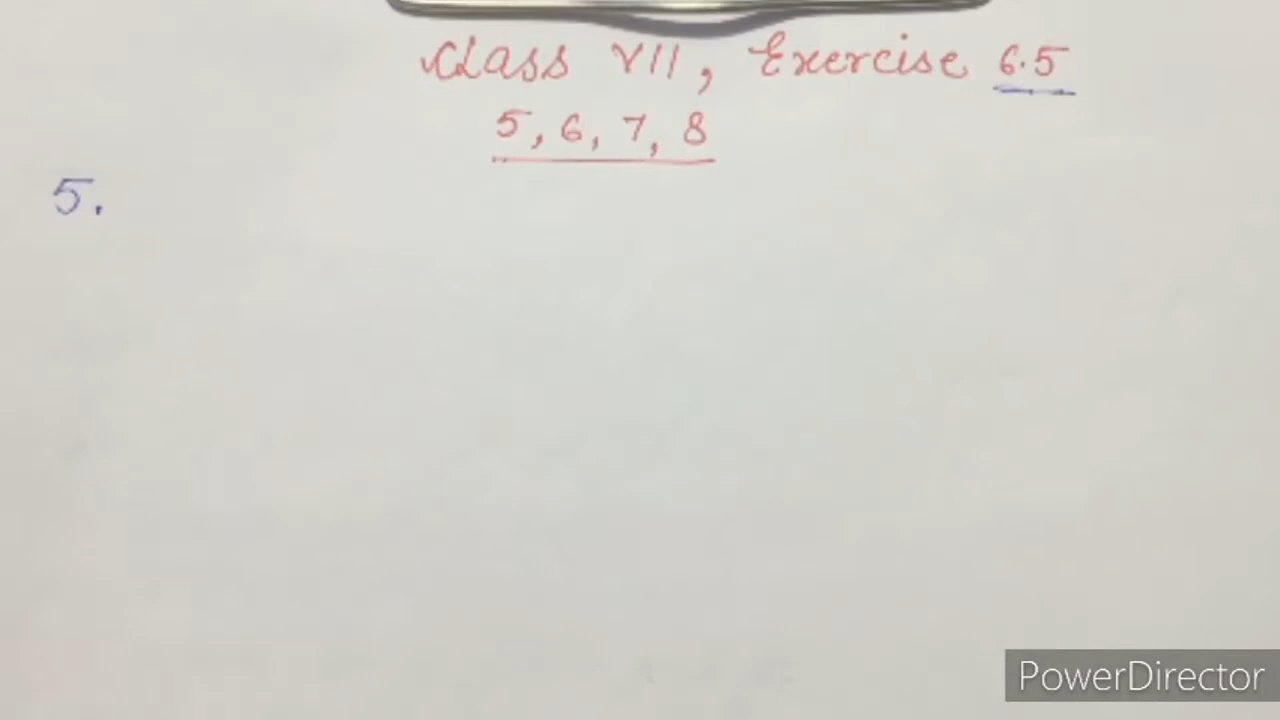 Class VII, Exercise 6.5
5, 6, 7, 8
5.
PowerDirector